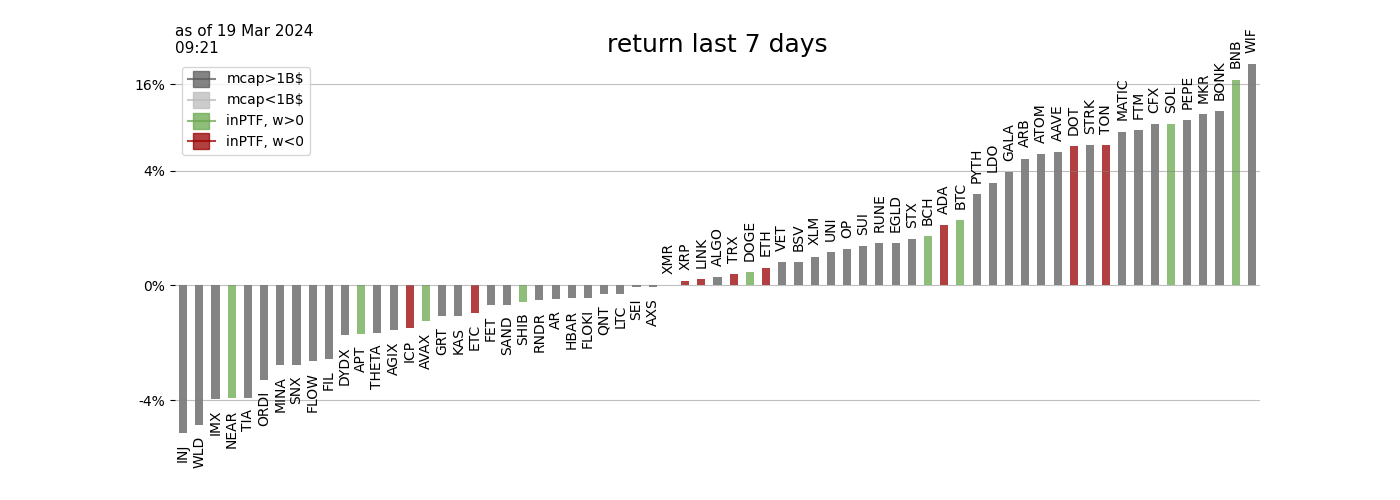 as of 19 Mar 2024
09:21
return last 7 days
mcap>1B$
mcap<1B$
inPTF, w>0
inPTF, w<0
16%
4%
0%
-4%
INJ
WLD
IMX
NEAR
TIA
ORDI
MINA
SNX
FLOW
FIL
DYDX
APT
THETA
AGIX
ICP
AVAX
GRT
KAS
ETC
FET
SAND
SHIB
RNDR
AR
HBAR
FLOKI
QNT
LTC
SEI
AXS
XMR
XRP
LINK
ALGO
TRX
DOGE
ETH
VET
BSV
XLM
UNI
OP
SUI
RUNE
EGLD
STX
BCH
ADA
BTC
PYTH
LDO
GALA
ARB
ATOM
AAVE
DOT
STRK
TON
MATIC
FTM
CFX
SOL
PEPE
MKR
BONK
BNB
WIF